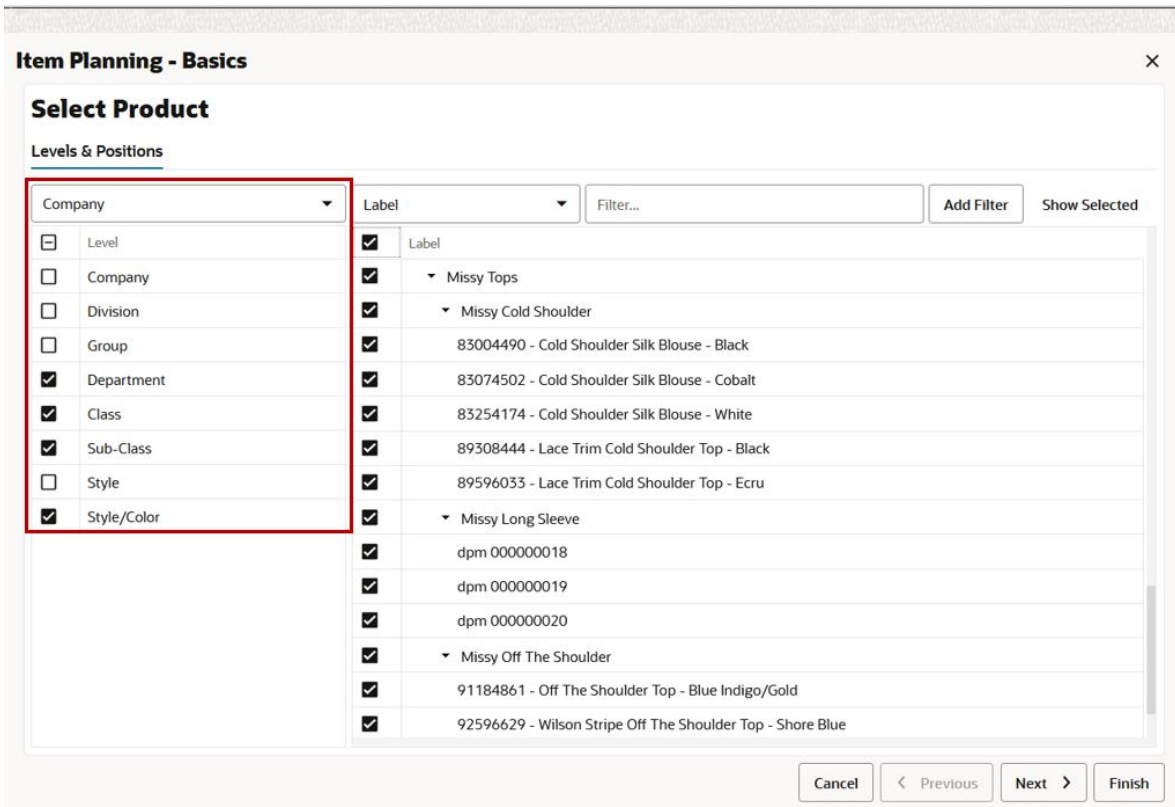 Item Planning - Basics
Select Product
Levels & Positions
Company
Label
Filter...
Add Filter
Show Selected
Level
Label
Company
Missy Tops
Division
Missy Cold Shoulder
Group
83004490 - Cold Shoulder Silk Blouse - Black
Department
83074502 - Cold Shoulder Silk Blouse - Cobalt
Class
83254174 - Cold Shoulder Silk Blouse - White
Sub-Class
89308444 - Lace Trim Cold Shoulder Top - Black
Style
89596033 - Lace Trim Cold Shoulder Top - Ecru
Style/Color
Missy Long Sleeve
dpm 000000018
dpm 000000019
dpm 000000020
Missy Off The Shoulder
91184861 - Off The Shoulder Top - Blue Indigo/Gold
92596629 - Wilson Stripe Off The Shoulder Top - Shore Blue
Cancel
Previous
Next
Finish